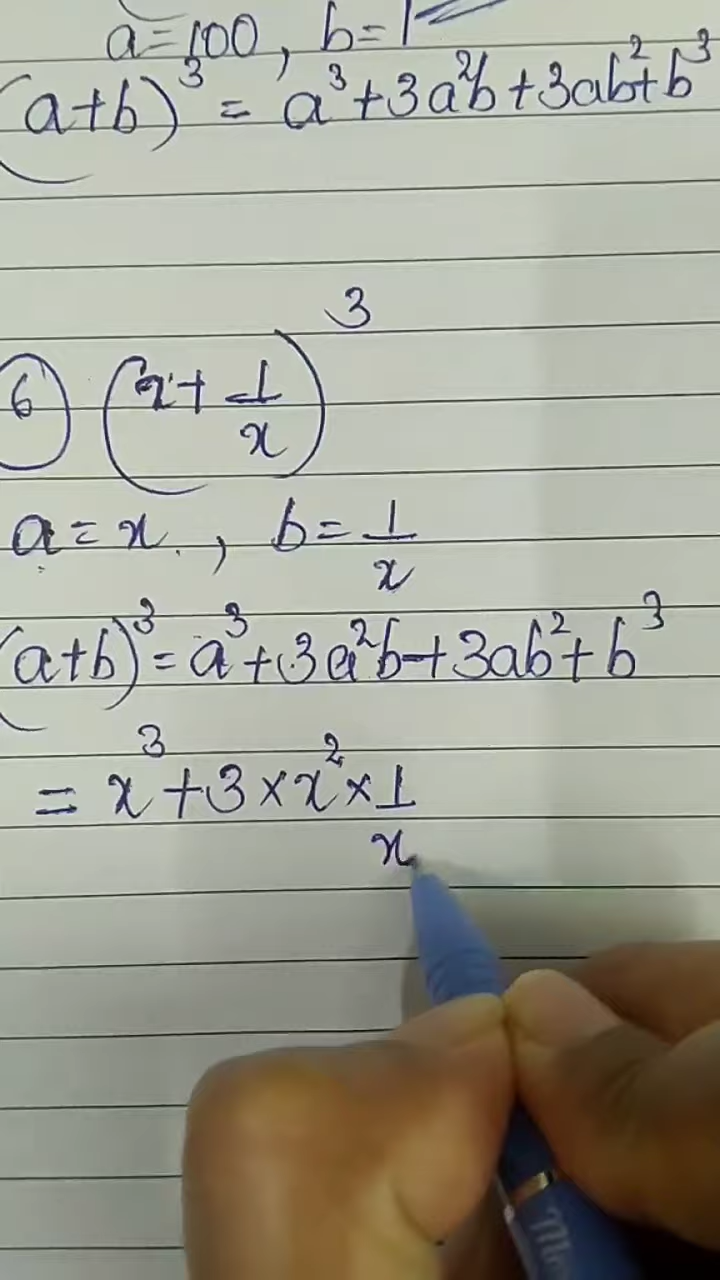 a=100, b=1
(a+b)³ = a³+3a²b+3ab²+b³
6 (x+1/x)³
a=x, b=1/x
(a+b)³=a³+3a²b+3ab²+b³
=x³+3×x²×1/x